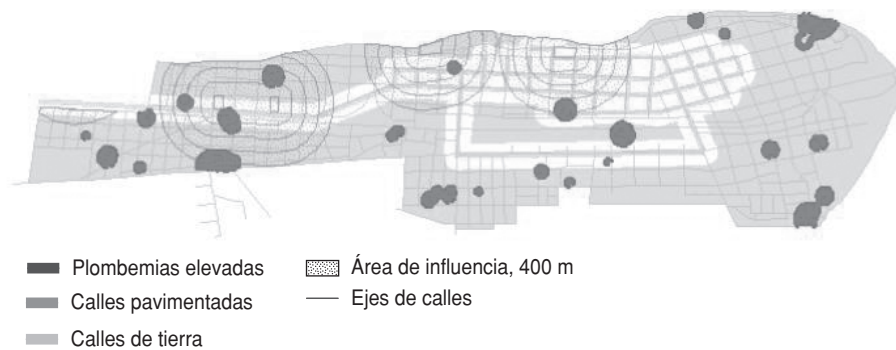 Plombemias elevadas
Calles pavimentadas
Calles de tierra
Área de influencia, 400 m
Ejes de calles